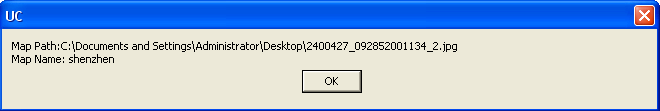 UC
Map Path:C:\Documents and Settings\Administrator\Desktop\2400427_092852001134_2.jpg
Map Name: shenzhen
OK